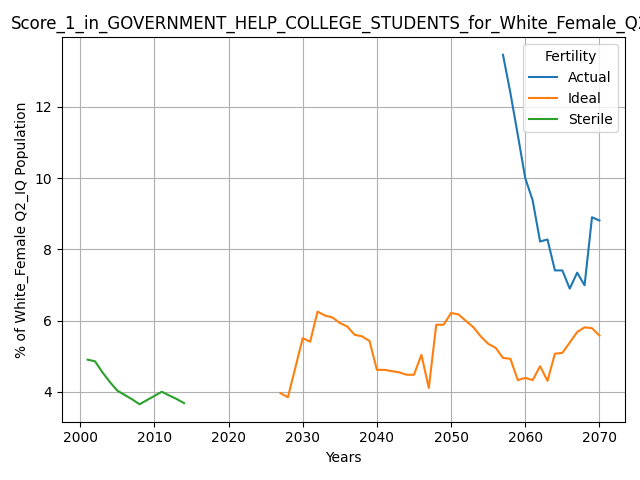 Score_1_in_GOVERNMENT_HELP_COLLEGE_STUDENTS_for_White_Female_Q2
Fertility
Actual
Ideal
Sterile
% of White_Female Q2_IQ Population
12
10
8
6
4
2000 2010 2020 2030 2040 2050 2060 2070
Years